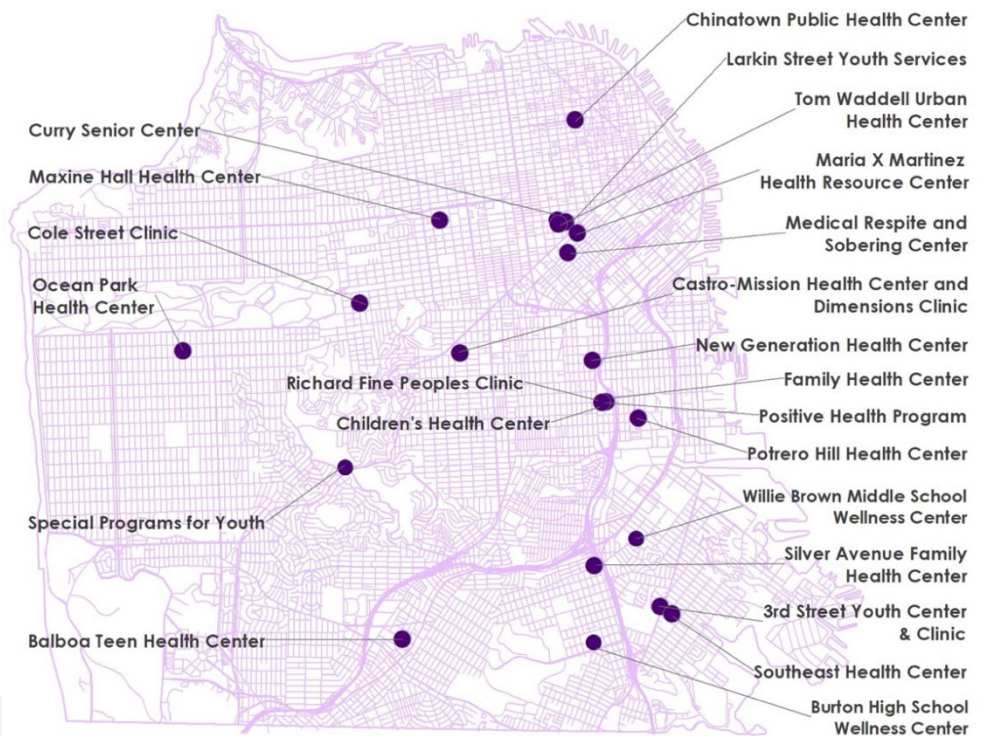 Chinatown Public Health Center
Larkin Street Youth Services
Tom Waddell Urban
Health Center
Curry Senior Center
Maria X Martinez
Health Resource Center
Maxine Hall Health Center
Medical Respite and
Sobering Center
Cole Street Clinic
Castro-Mission Health Center and
Dimensions Clinic
Ocean Park
Health Center
New Generation Health Center
Richard Fine Peoples Clinic
Family Health Center
Children's Health Center
Positive Health Program
Potrero Hill Health Center
Willie Brown Middle School
Wellness Center
Special Programs for Youth
Silver Avenue Family
Health Center
3rd Street Youth Center
& Clinic
Balboa Teen Health Center
Southeast Health Center
Burton High School
Wellness Center